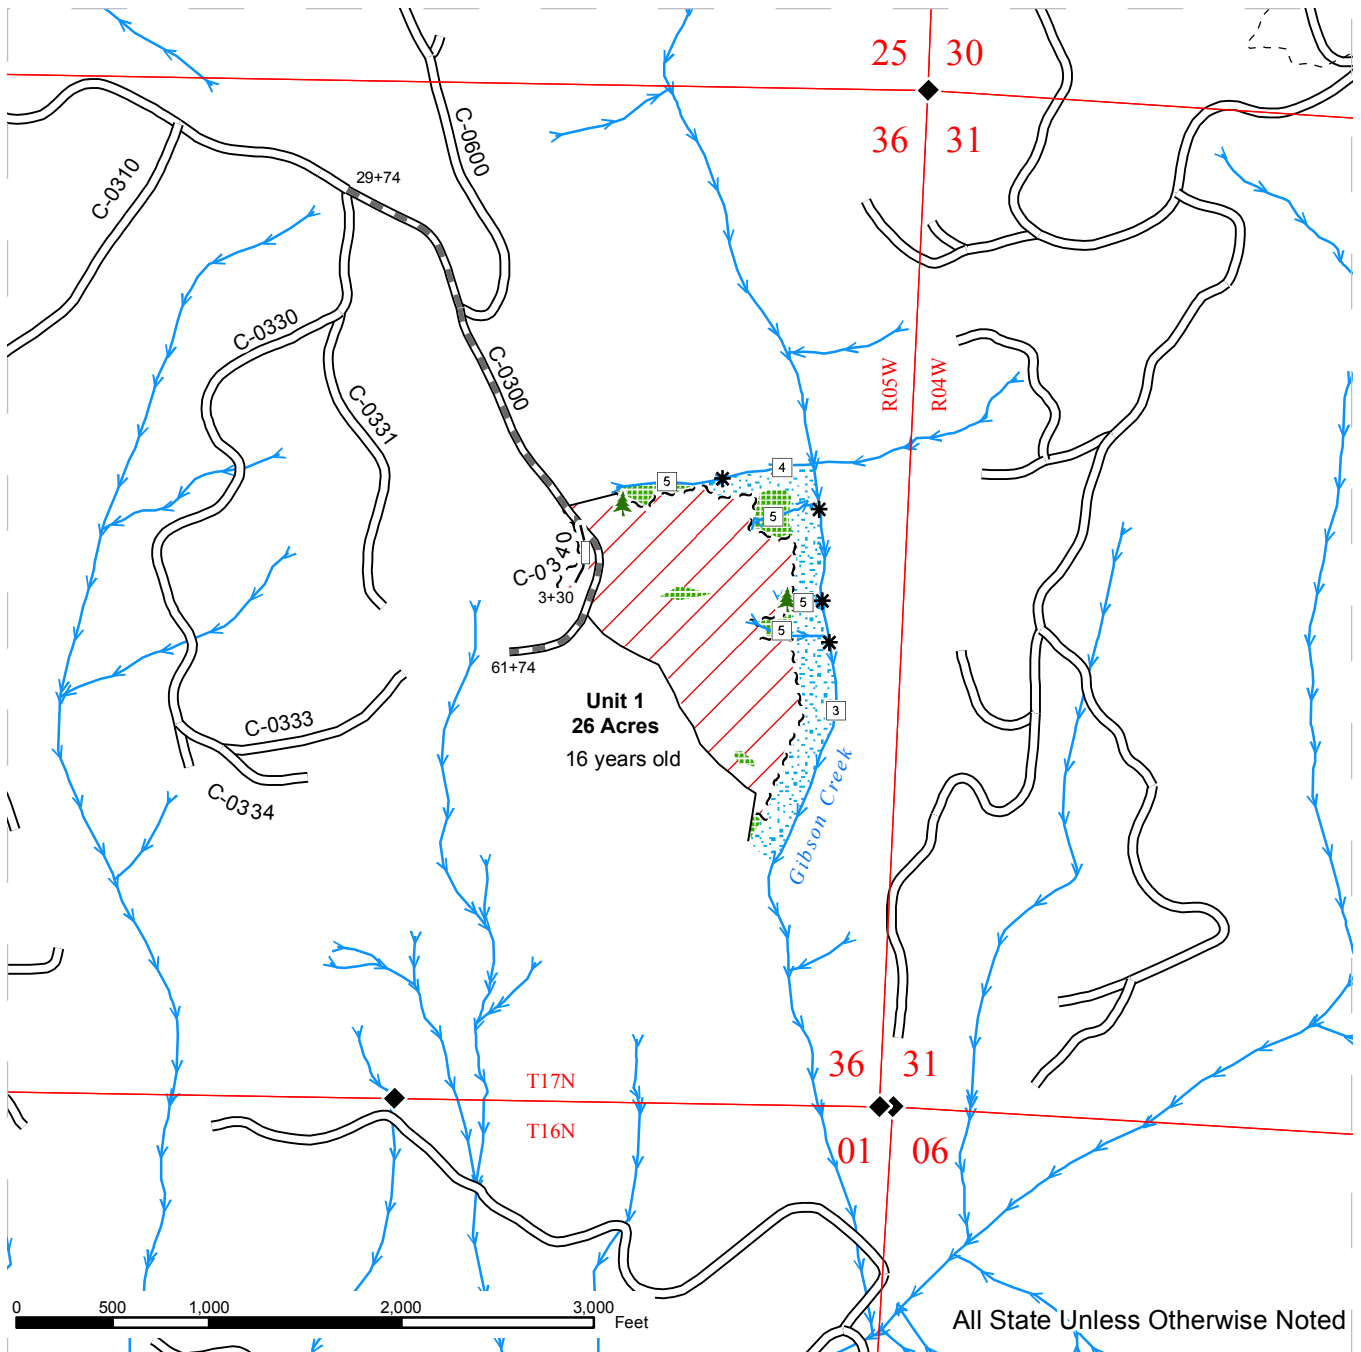 25 30
36 31
C-0600
C-0310
29+74
C-0330
C-0300
R05W
R04W
C-0331
4
5
5
C-0340
3+30
5
5
61+74
Unit 1
26 Acres
16 years old
3
C-0333
C-0334
Gibson Creek
36 31
T17N
T16N
01 06
0 500 1,000 2,000 3,000
Feet
All State Unless Otherwise Noted